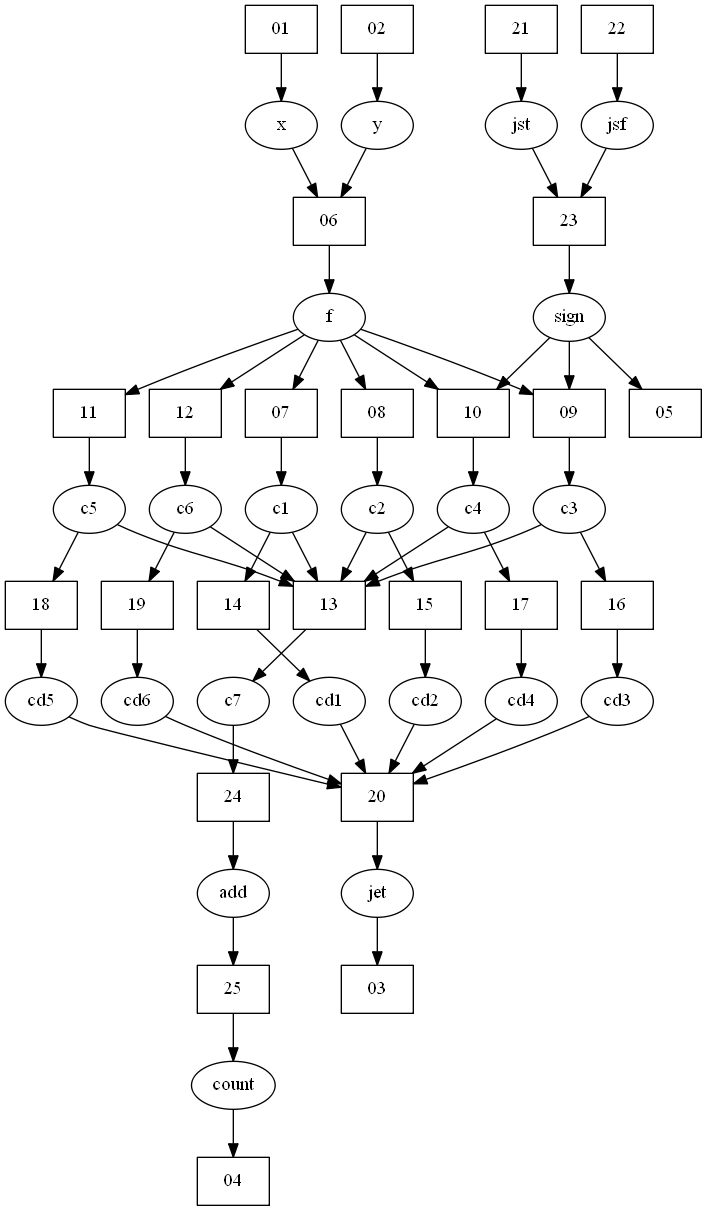 01 02 21 22
x y jst jsf
06 23
f sign
11 12 07 08 10 09 05
c5 c6 c1 c2 c4 c3
18 19 14 13 15 17 16
cd5 cd6 c7 cd1 cd2 cd4 cd3
24 20
add jet
25 03
count
04